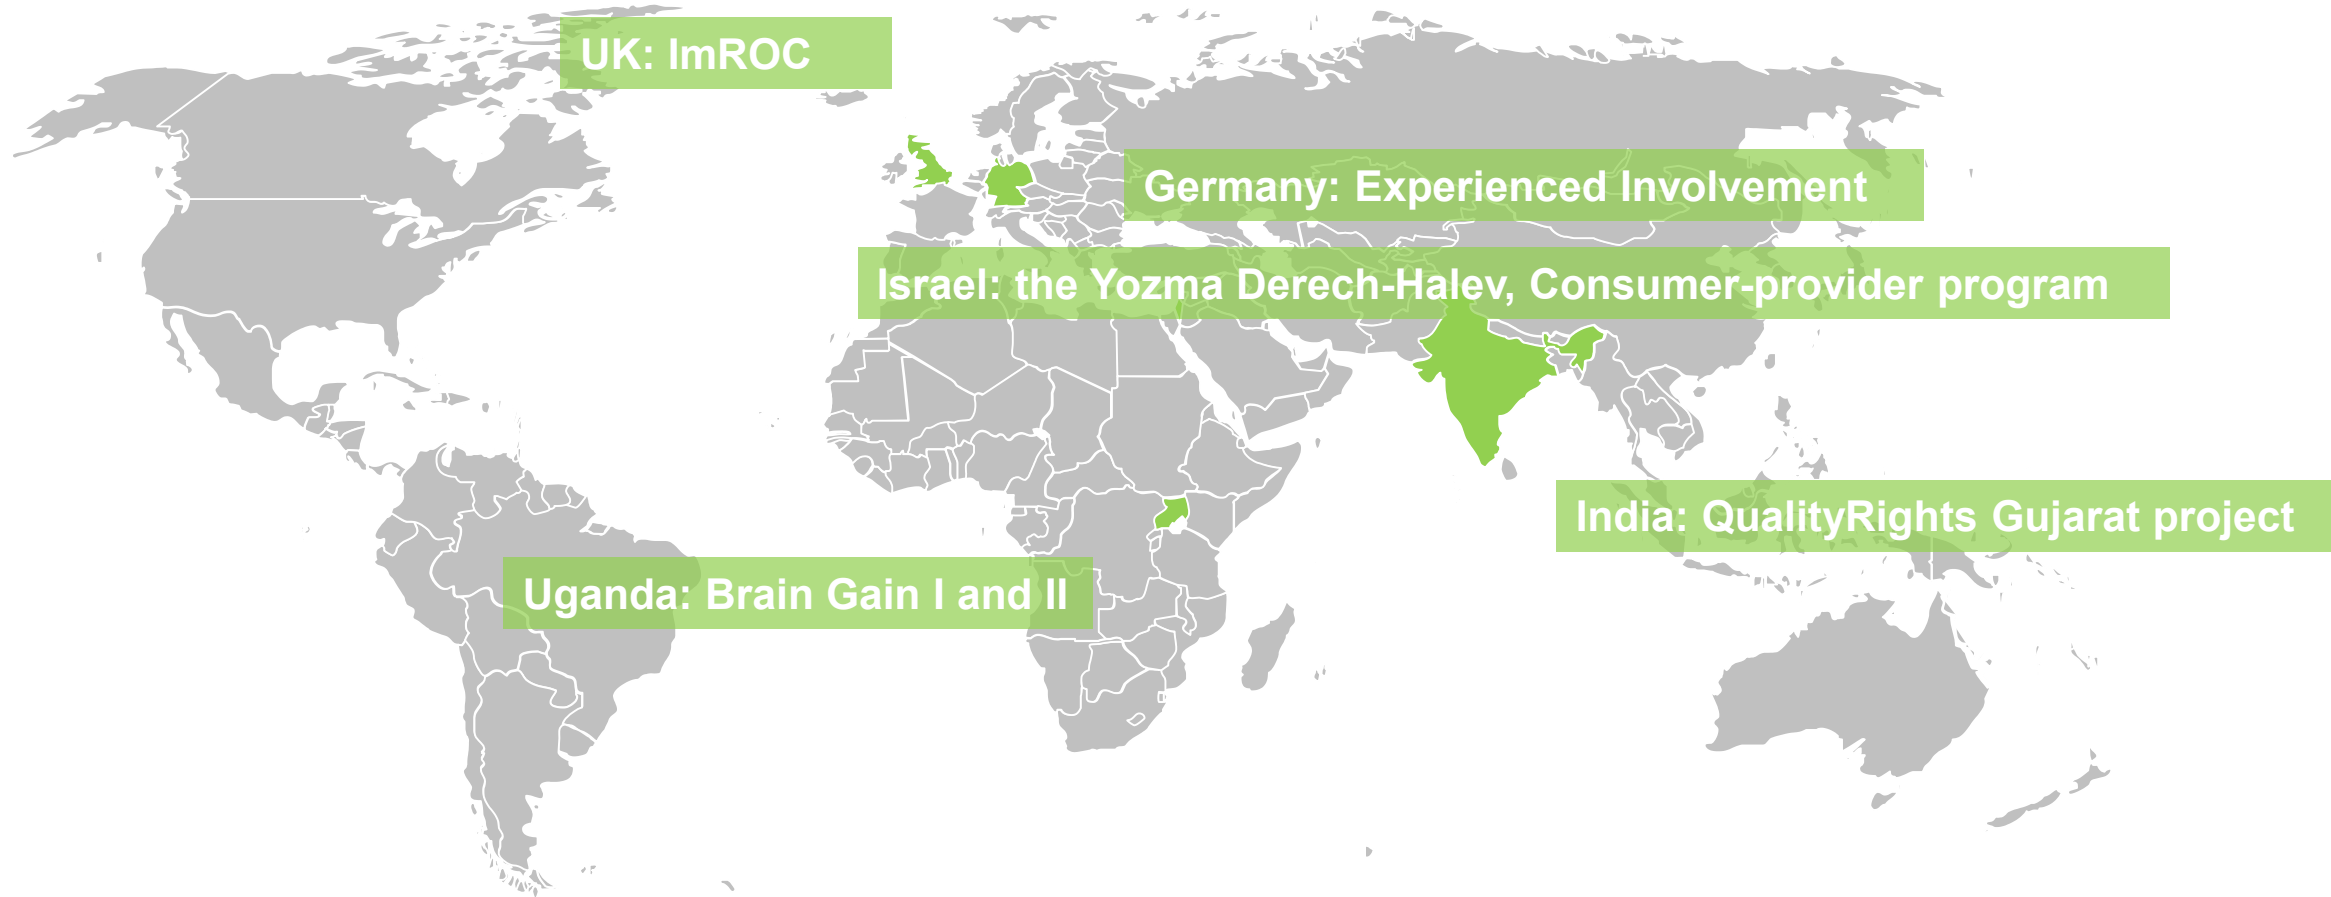 UK: ImROC
Germany: Experienced Involvement
Israel: the Yozma Derech-Halev, Consumer-provider program
India: QualityRights Gujarat project
Uganda: Brain Gain I and II